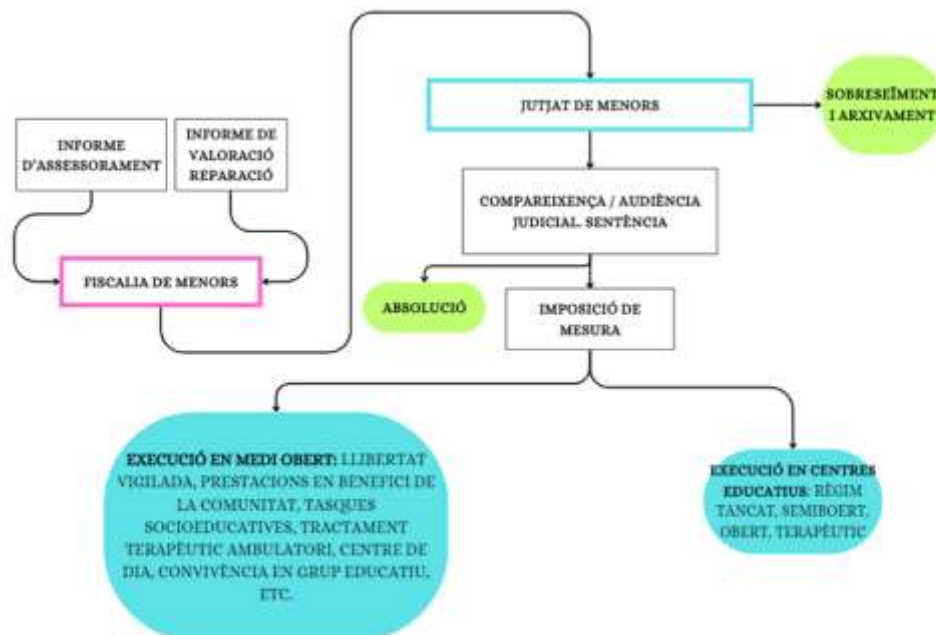 JUTJAT DE MENORS
SOBRESEÏMENT
I ARXIVAMENT
INFORME
D'ASSESSORAMENT
INFORME DE
VALORACIÓ
REPARACIÓ
COMPAREIXENÇA / AUDIÈNCIA
JUDICIAL. SENTÈNCIA
FISCALIA DE MENORS
ABSOLUCIÓ
IMPOSICIÓ DE
MESURA
EXECUCIÓ EN MEDI OBERT: LLIBERTAT
VIGILADA, PRESTACIONS EN BENEFICI DE
LA COMUNITAT, TASQUES
SOCIOEDUCATIVES, TRACTAMENT
TERAPÈUTIC AMBULATORI, CENTRE DE
DIA, CONVIVÈNCIA EN GRUP EDUCATIU,
ETC.
EXECUCIÓ EN CENTRES
EDUCATIUS: RÈGIM
TANCAT, SEMIBOERT,
OBERT, TERAPÈUTIC